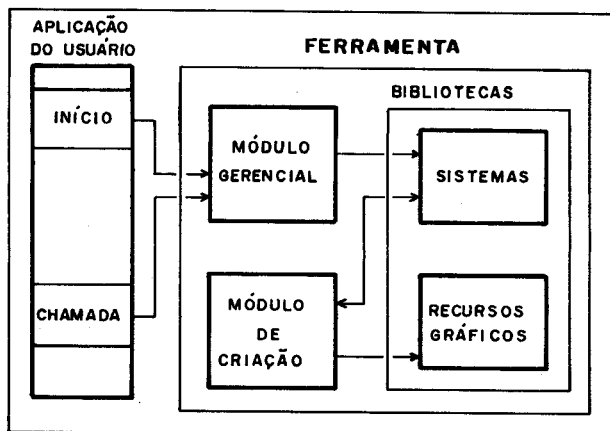 APLICAÇÃO
DO USUÁRIO
FERRAMENTA
BIBLIOTECAS
INÍCIO
MÓDULO
GERENCIAL
SISTEMAS
CHAMADA
MÓDULO
DE
CRIAÇÃO
RECURSOS
GRÁFICOS